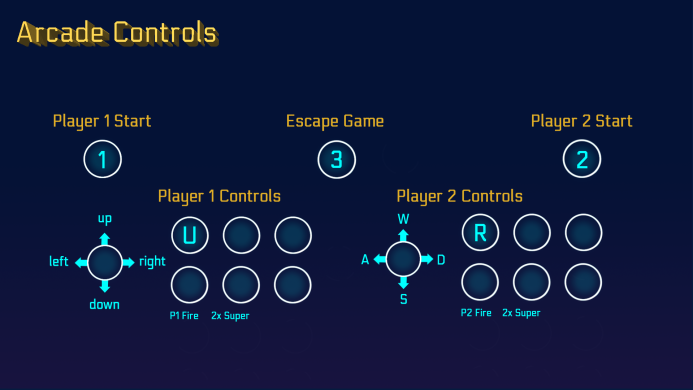 Arcade Controls
Player 1 Start
Escape Game
Player 2 Start
1
3
2
Player 1 Controls
Player 2 Controls
up
left
right
down
U
P1 Fire
2x Super
W
A
D
S
R
P2 Fire
2x Super